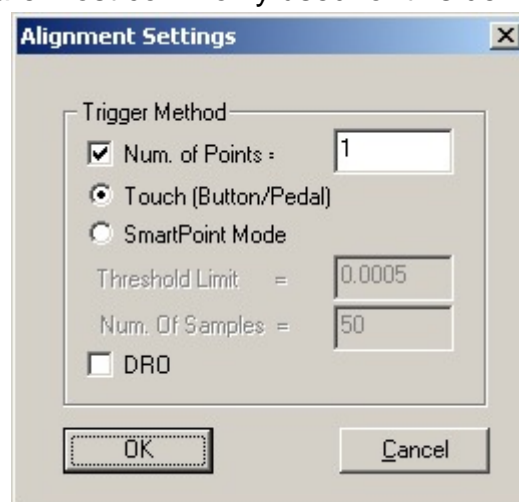 Alignment Settings
Trigger Method
Num. of Points = 1
Touch (Button/Pedal)
SmartPoint Mode
Threshold Limit = 0.0005
Num. Of Samples = 50
DRO
OK Cancel